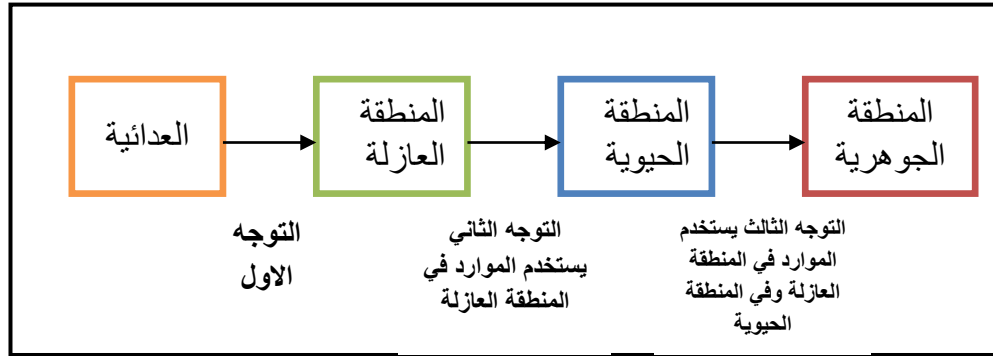 العدائية
المنطقة
العازلة
المنطقة
الحيوية
المنطقة
الجوهرية
التوجه
الاول
التوجه الثاني
يستخدم الموارد في
المنطقة العازلة
التوجه الثالث يستخدم
الموارد في المنطقة
العازلة وفي المنطقة
الحيوية